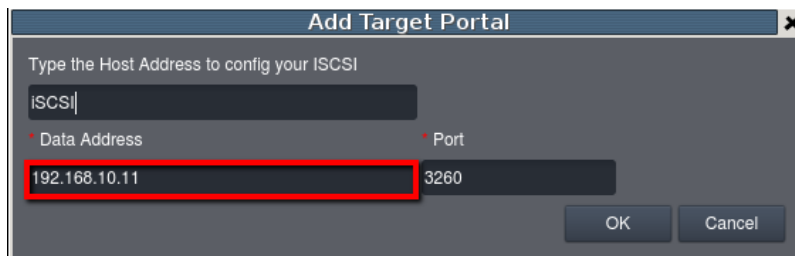 Add Target Portal
Type the Host Address to config your ISCSI
iSCSI
* Data Address * Port
192.168.10.11 3260
OK Cancel